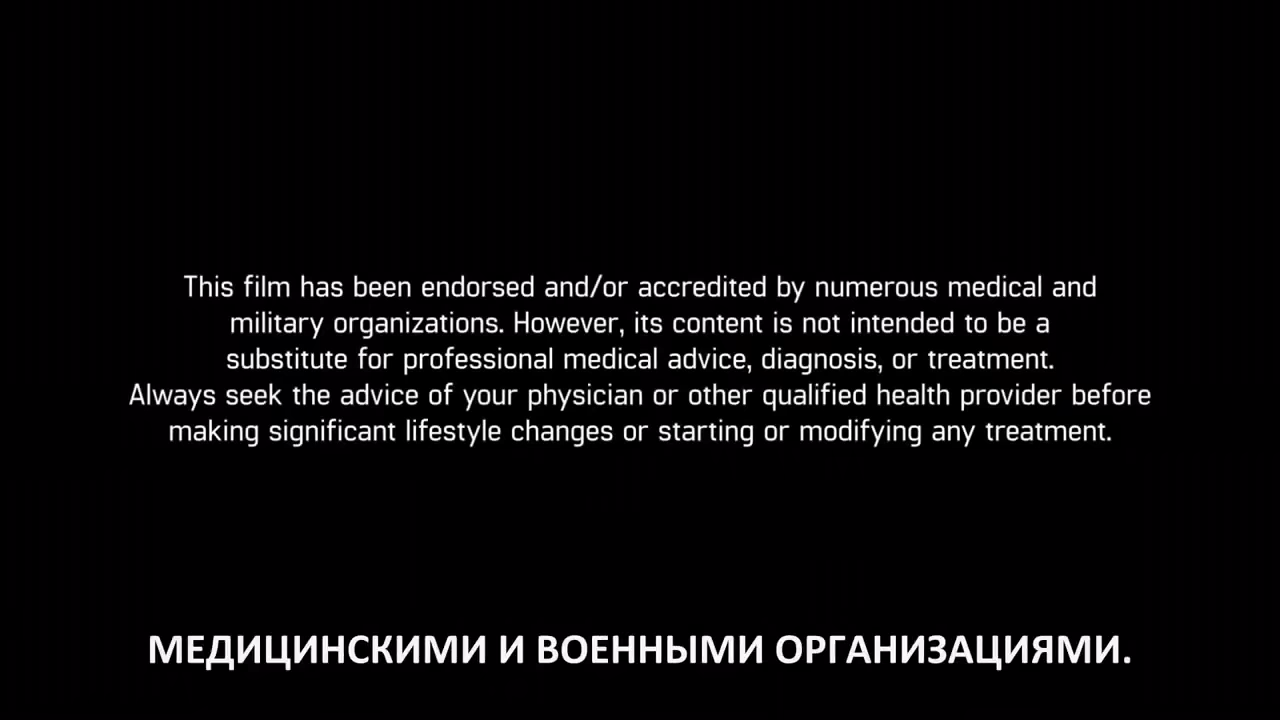 This film has been endorsed and/or accredited by numerous medical and
military organizations. However, its content is not intended to be a
substitute for professional medical advice, diagnosis, or treatment.
Always seek the advice of your physician or other qualified health provider before
making significant lifestyle changes or starting or modifying any treatment.
МЕДИЦИНСКИМИ И ВОЕННЫМИ ОРГАНИЗАЦИЯМИ.